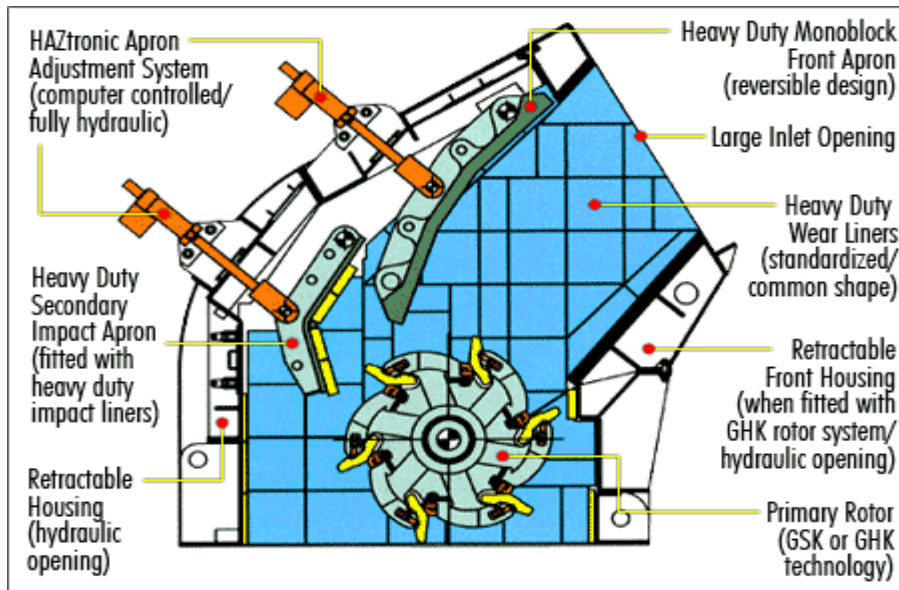 HAZtronic Apron
Adjustment System
(computer controlled/
fully hydraulic)
Heavy Duty
Secondary
Impact Apron
(fitted with
heavy duty
impact liners)
Retractable
Housing
(hydraulic
opening)
Heavy Duty Monoblock
Front Apron
(reversible design)
Large Inlet Opening
Heavy Duty
Wear Liners
(standardized/
common shape)
Retractable
Front Housing
(when fitted with
GHK rotor system/
hydraulic opening)
Primary Rotor
(GSK or GHK
technology)